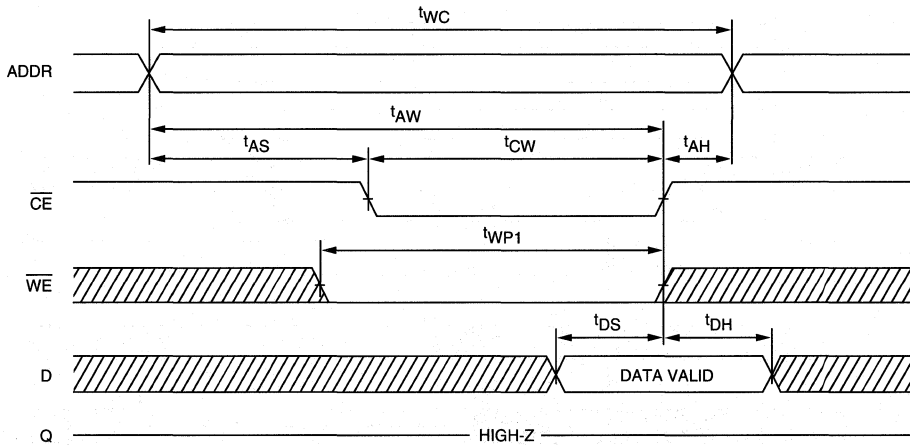 tWC
ADDR
tAW
tAS
tCW
tAH
CE
tWP1
WE
tDS
tDH
D
DATA VALID
Q
HIGH-Z